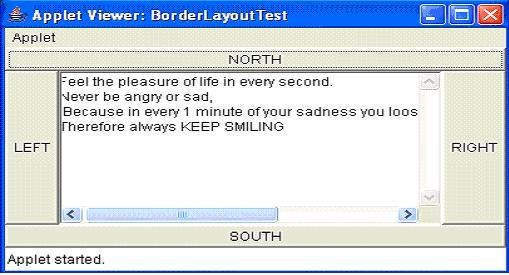 Applet Viewer: BorderLayoutTest
Applet
NORTH
LEFT
Feel the pleasure of life in every second.
Never be angry or sad,
Because in every 1 minute of your sadness you loos
Therefore always KEEP SMILING
RIGHT
SOUTH
Applet started.